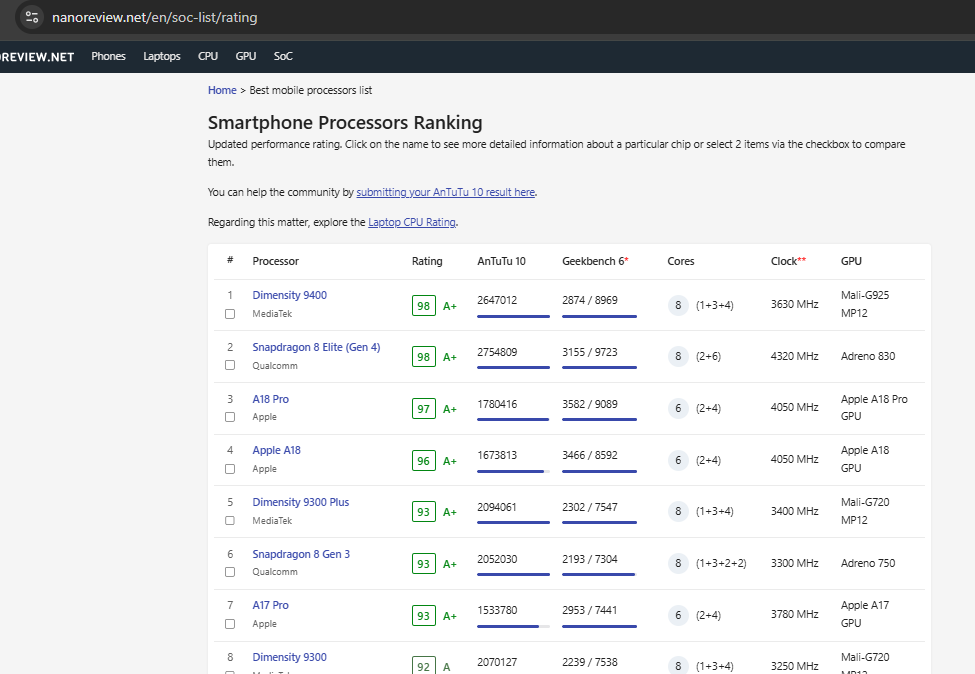 nanoreview.net/en/soc-list/rating
OREVIEW.NET Phones Laptops CPU GPU SoC
Home > Best mobile processors list
Smartphone Processors Ranking
Updated performance rating. Click on the name to see more detailed information about a particular chip or select 2 items via the checkbox to compare
them.
You can help the community by submitting your AnTuTu 10 result here.
Regarding this matter, explore the Laptop CPU Rating.
# Processor Rating AnTuTu 10 Geekbench 6* Cores Clock** GPU
1 Dimensity 9400 MediaTek 98 A+ 2647012 2874 / 8969 8 (1+3+4) 3630 MHz Mali-G925 MP12
2 Snapdragon 8 Elite (Gen 4) Qualcomm 98 A+ 2754809 3155 / 9723 8 (2+6) 4320 MHz Adreno 830
3 A18 Pro Apple 97 A+ 1780416 3582 / 9089 6 (2+4) 4050 MHz Apple A18 Pro GPU
4 Apple A18 Apple 96 A+ 1673813 3466 / 8592 6 (2+4) 4050 MHz Apple A18 GPU
5 Dimensity 9300 Plus MediaTek 93 A+ 2094061 2302 / 7547 8 (1+3+4) 3400 MHz Mali-G720 MP12
6 Snapdragon 8 Gen 3 Qualcomm 93 A+ 2052030 2193 / 7304 8 (1+3+2+2) 3300 MHz Adreno 750
7 A17 Pro Apple 93 A+ 1533780 2953 / 7441 6 (2+4) 3780 MHz Apple A17 GPU
8 Dimensity 9300 92 A 2070127 2239 / 7538 8 (1+3+4) 3250 MHz Mali-G720